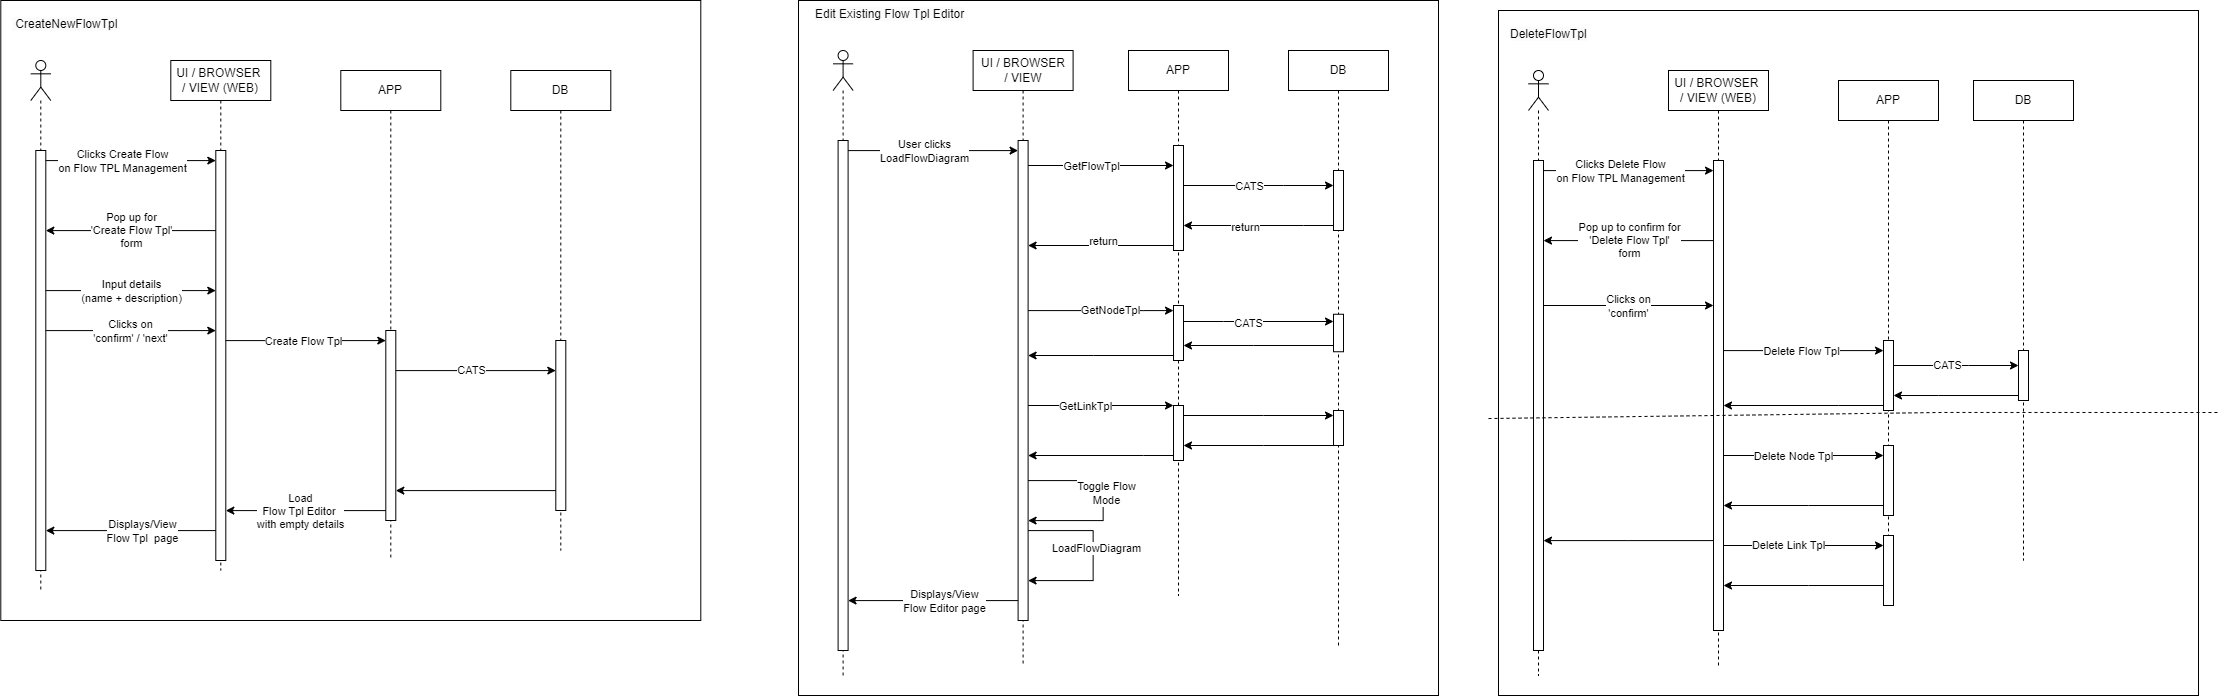 CreateNewFlowTpl
UI / BROWSER
/ VIEW (WEB)
APP
DB
Clicks Create Flow
on Flow TPL Management
Pop up for
'Create Flow Tpl'
form
Input details
(name + description)
Clicks on
'confirm' / 'next'
Create Flow Tpl
CATS
Load
Flow Tpl Editor
with empty details
Displays/View
Flow Tpl page
Edit Existing Flow Tpl Editor
UI / BROWSER
/ VIEW
APP
DB
User clicks
LoadFlowDiagram
GetFlowTpl
CATS
return
return
GetNodeTpl
CATS
GetLinkTpl
Toggle Flow
Mode
LoadFlowDiagram
Displays/View
Flow Editor page
DeleteFlowTpl
UI / BROWSER
/ VIEW (WEB)
APP
DB
Clicks Delete Flow
on Flow TPL Management
Pop up to confirm for
'Delete Flow Tpl'
form
Clicks on
'confirm'
Delete Flow Tpl
CATS
Delete Node Tpl
Delete Link Tpl